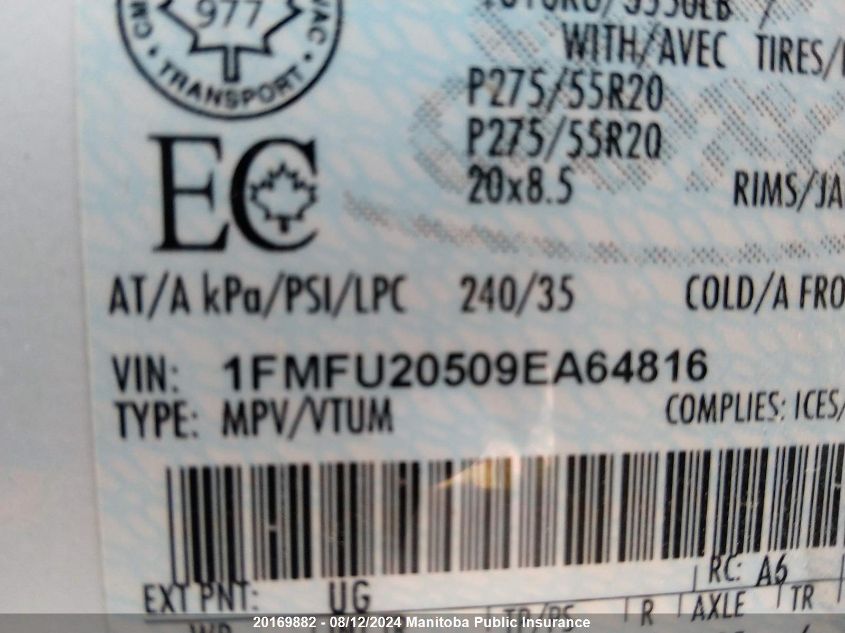 977
TRANSPORT
WITH/AVEC TIRES/
P275/55R20
P275/55R20
20x8.5 RIMS/JA
EC
AT/A kPa/PSI/LPC 240/35 COLD/A FRO
VIN: 1FMFU20509EA64816
TYPE: MPV/VTUM COMPLIES: ICES/
RC: A6
EXT PNT: UG
R AXLE TR
20169882 - 08/12/2024 Manitoba Public Insurance